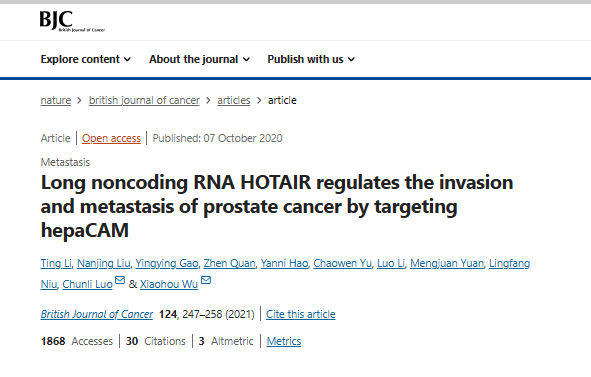 BJC
British Journal of Cancer
Explore content About the journal Publish with us
nature > british journal of cancer > articles > article
Article | Open access | Published: 07 October 2020
Metastasis
Long noncoding RNA HOTAIR regulates the invasion
and metastasis of prostate cancer by targeting
hepaCAM
Ting Li, Nanjing Liu, Yingying Gao, Zhen Quan, Yanni Hao, Chaowen Yu, Luo Li, Mengjuan Yuan, Lingfang
Niu, Chunli Luo & Xiaohou Wu
British Journal of Cancer 124, 247–258 (2021) | Cite this article
1868 Accesses | 30 Citations | 3 Altmetric | Metrics